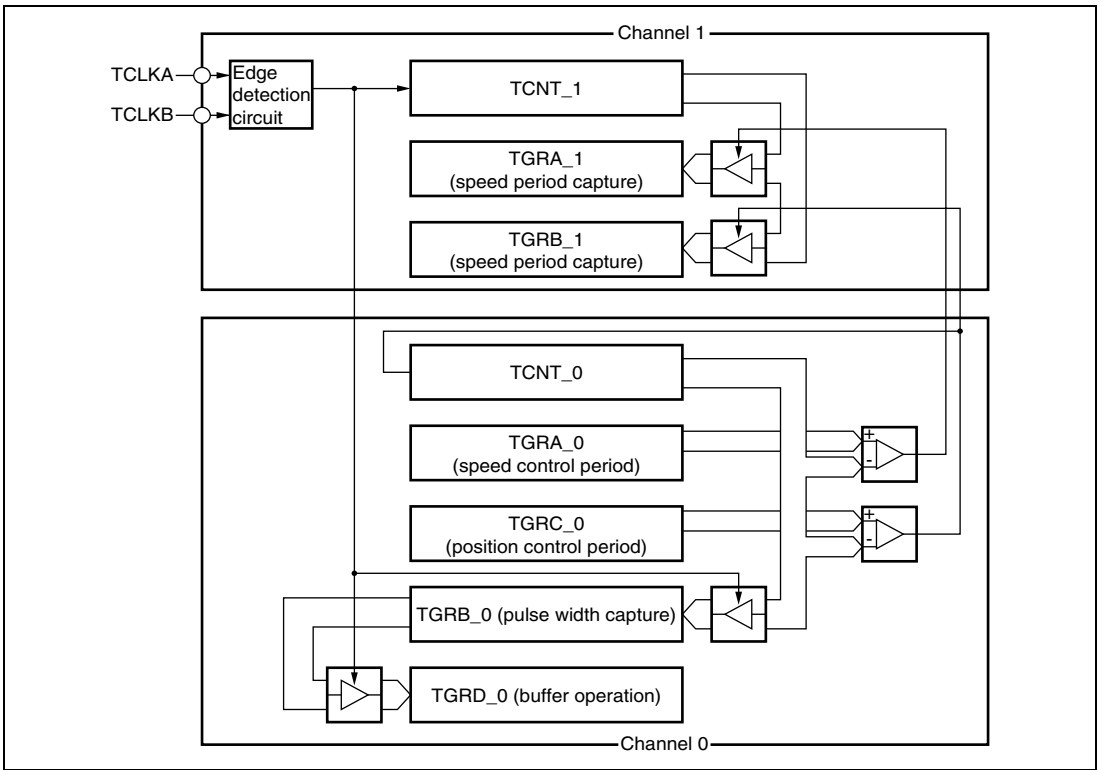 Channel 1
TCLKA
TCLKB
Edge
detection
circuit
TCNT_1
TGRA_1
(speed period capture)
TGRB_1
(speed period capture)
TCNT_0
TGRA_0
(speed control period)
+
-
TGRC_0
(position control period)
+
-
TGRB_0 (pulse width capture)
TGRD_0 (buffer operation)
Channel 0